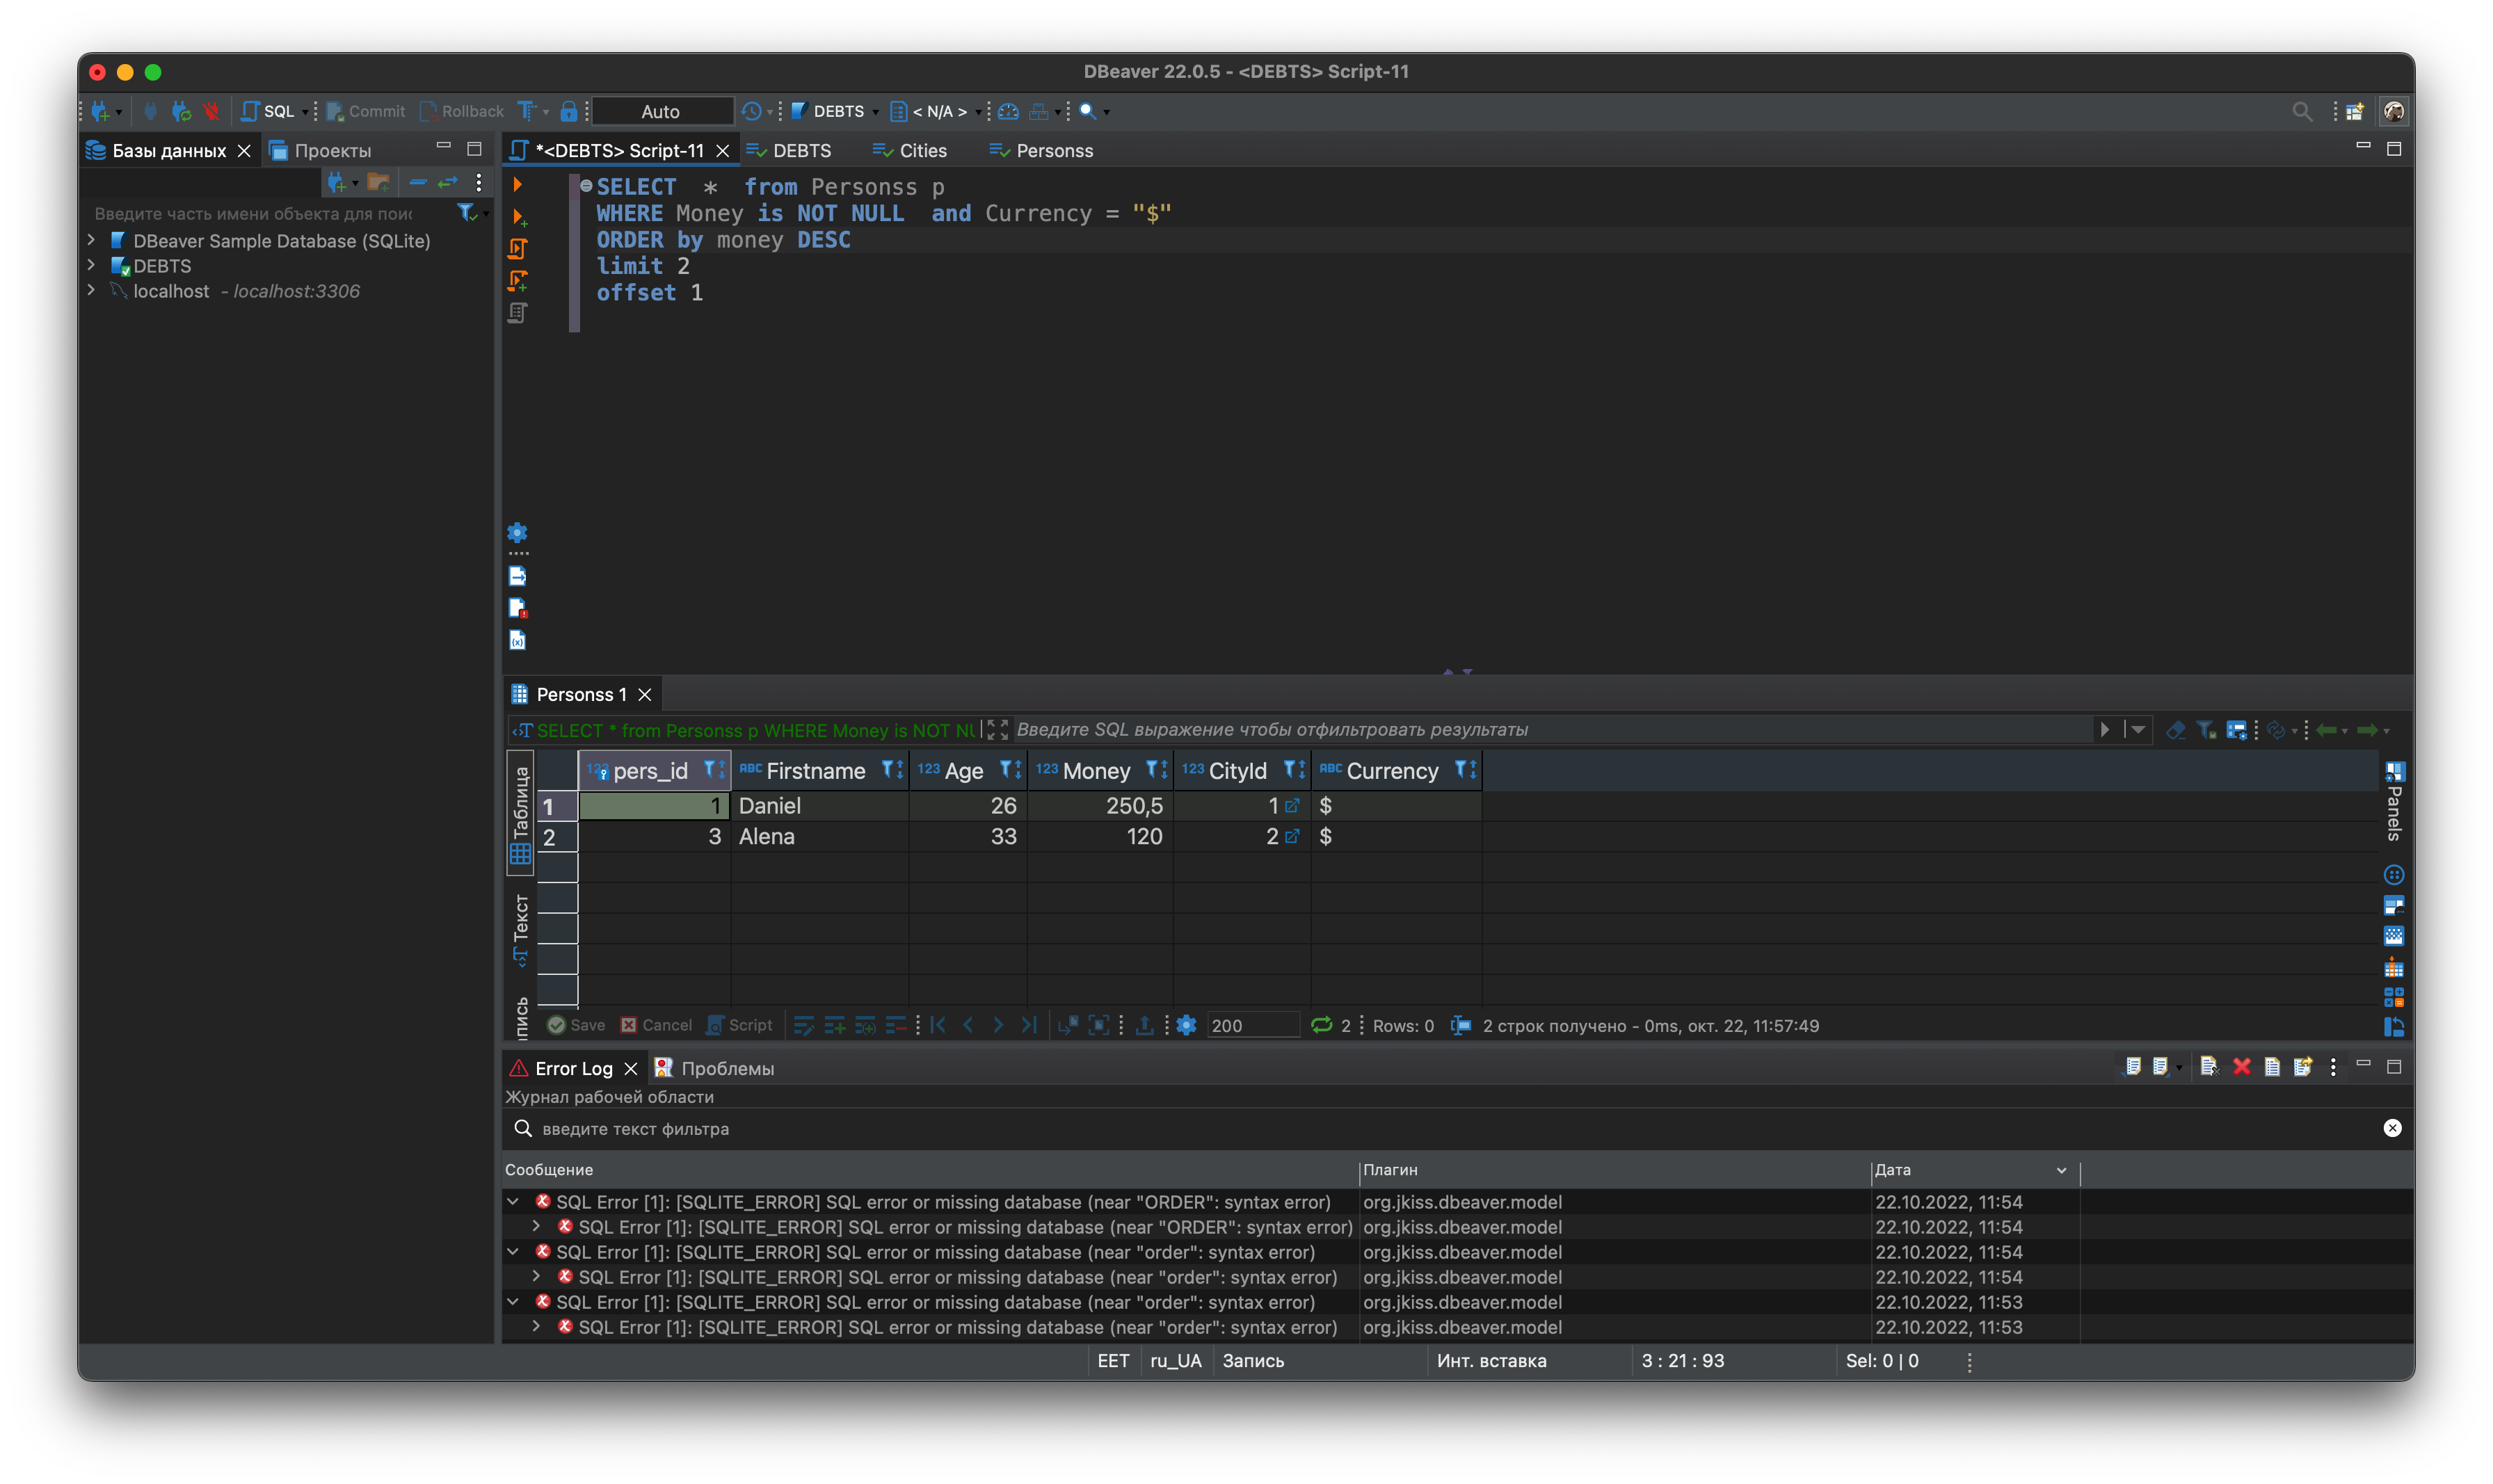 DBeaver 22.0.5 - <DEBTS> Script-11
SQL Commit Rollback Auto DEBTS < N/A >
Базы данных Проекты
*<DEBTS> Script-11 DEBTS Cities Personss
Введите часть имени объекта для поис
DBeaver Sample Database (SQLite)
DEBTS
localhost - localhost:3306
SELECT * from Personss p
WHERE Money is NOT NULL and Currency = "$"
ORDER by money DESC
limit 2
offset 1
Personss 1
SELECT * from Personss p WHERE Money is NOT NU Введите SQL выражение чтобы отфильтровать результаты
Таблица
Текст
апись
Panels
123 pers_id ABC Firstname 123 Age 123 Money 123 CityId ABC Currency
1 1 Daniel 26 250,5 1 $
2 3 Alena 33 120 2 $
Save Cancel Script 200 2 Rows: 0 2 строк получено - 0ms, окт. 22, 11:57:49
Error Log Проблемы
Журнал рабочей области
введите текст фильтра
Сообщение Плагин Дата
SQL Error [1]: [SQLITE_ERROR] SQL error or missing database (near "ORDER": syntax error) org.jkiss.dbeaver.model 22.10.2022, 11:54
SQL Error [1]: [SQLITE_ERROR] SQL error or missing database (near "ORDER": syntax error) org.jkiss.dbeaver.model 22.10.2022, 11:54
SQL Error [1]: [SQLITE_ERROR] SQL error or missing database (near "order": syntax error) org.jkiss.dbeaver.model 22.10.2022, 11:54
SQL Error [1]: [SQLITE_ERROR] SQL error or missing database (near "order": syntax error) org.jkiss.dbeaver.model 22.10.2022, 11:54
SQL Error [1]: [SQLITE_ERROR] SQL error or missing database (near "order": syntax error) org.jkiss.dbeaver.model 22.10.2022, 11:53
SQL Error [1]: [SQLITE_ERROR] SQL error or missing database (near "order": syntax error) org.jkiss.dbeaver.model 22.10.2022, 11:53
EET ru_UA Запись Инт. вставка 3 : 21 : 93 Sel: 0 | 0